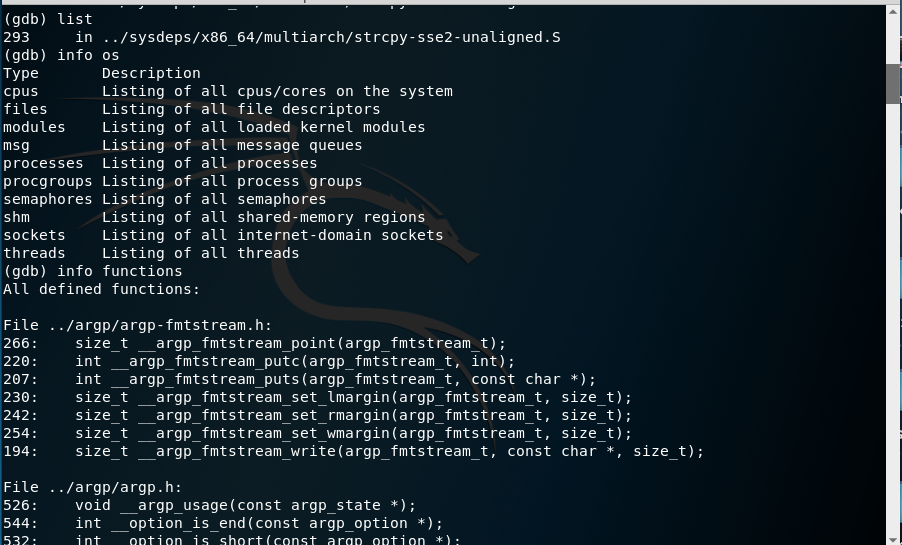 (gdb) list
293     in ../sysdeps/x86_64/multiarch/strcpy-sse2-unaligned.S
(gdb) info os
Type       Description
cpus       Listing of all cpus/cores on the system
files      Listing of all file descriptors
modules    Listing of all loaded kernel modules
msg        Listing of all message queues
processes  Listing of all processes
procgroups Listing of all process groups
semaphores Listing of all semaphores
shm        Listing of all shared-memory regions
sockets    Listing of all internet-domain sockets
threads    Listing of all threads
(gdb) info functions
All defined functions:
File ../argp/argp-fmtstream.h:
266:    size_t __argp_fmtstream_point(argp_fmtstream_t);
220:    int __argp_fmtstream_putc(argp_fmtstream_t, int);
207:    int __argp_fmtstream_puts(argp_fmtstream_t, const char *);
230:    size_t __argp_fmtstream_set_lmargin(argp_fmtstream_t, size_t);
242:    size_t __argp_fmtstream_set_rmargin(argp_fmtstream_t, size_t);
254:    size_t __argp_fmtstream_set_wmargin(argp_fmtstream_t, size_t);
194:    size_t __argp_fmtstream_write(argp_fmtstream_t, const char *, size_t);
File ../argp/argp.h:
526:    void __argp_usage(const argp_state *);
544:    int __option_is_end(const argp_option *);
532:    int __option_is_short(const argp_option *);